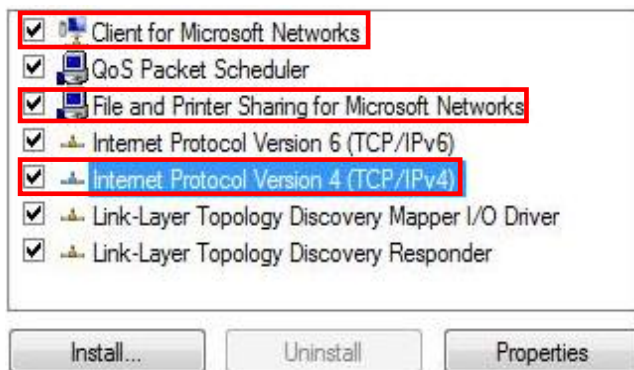 Client for Microsoft Networks
QoS Packet Scheduler
File and Printer Sharing for Microsoft Networks
Internet Protocol Version 6 (TCP/IPv6)
Internet Protocol Version 4 (TCP/IPv4)
Link-Layer Topology Discovery Mapper I/O Driver
Link-Layer Topology Discovery Responder
Install... Uninstall Properties